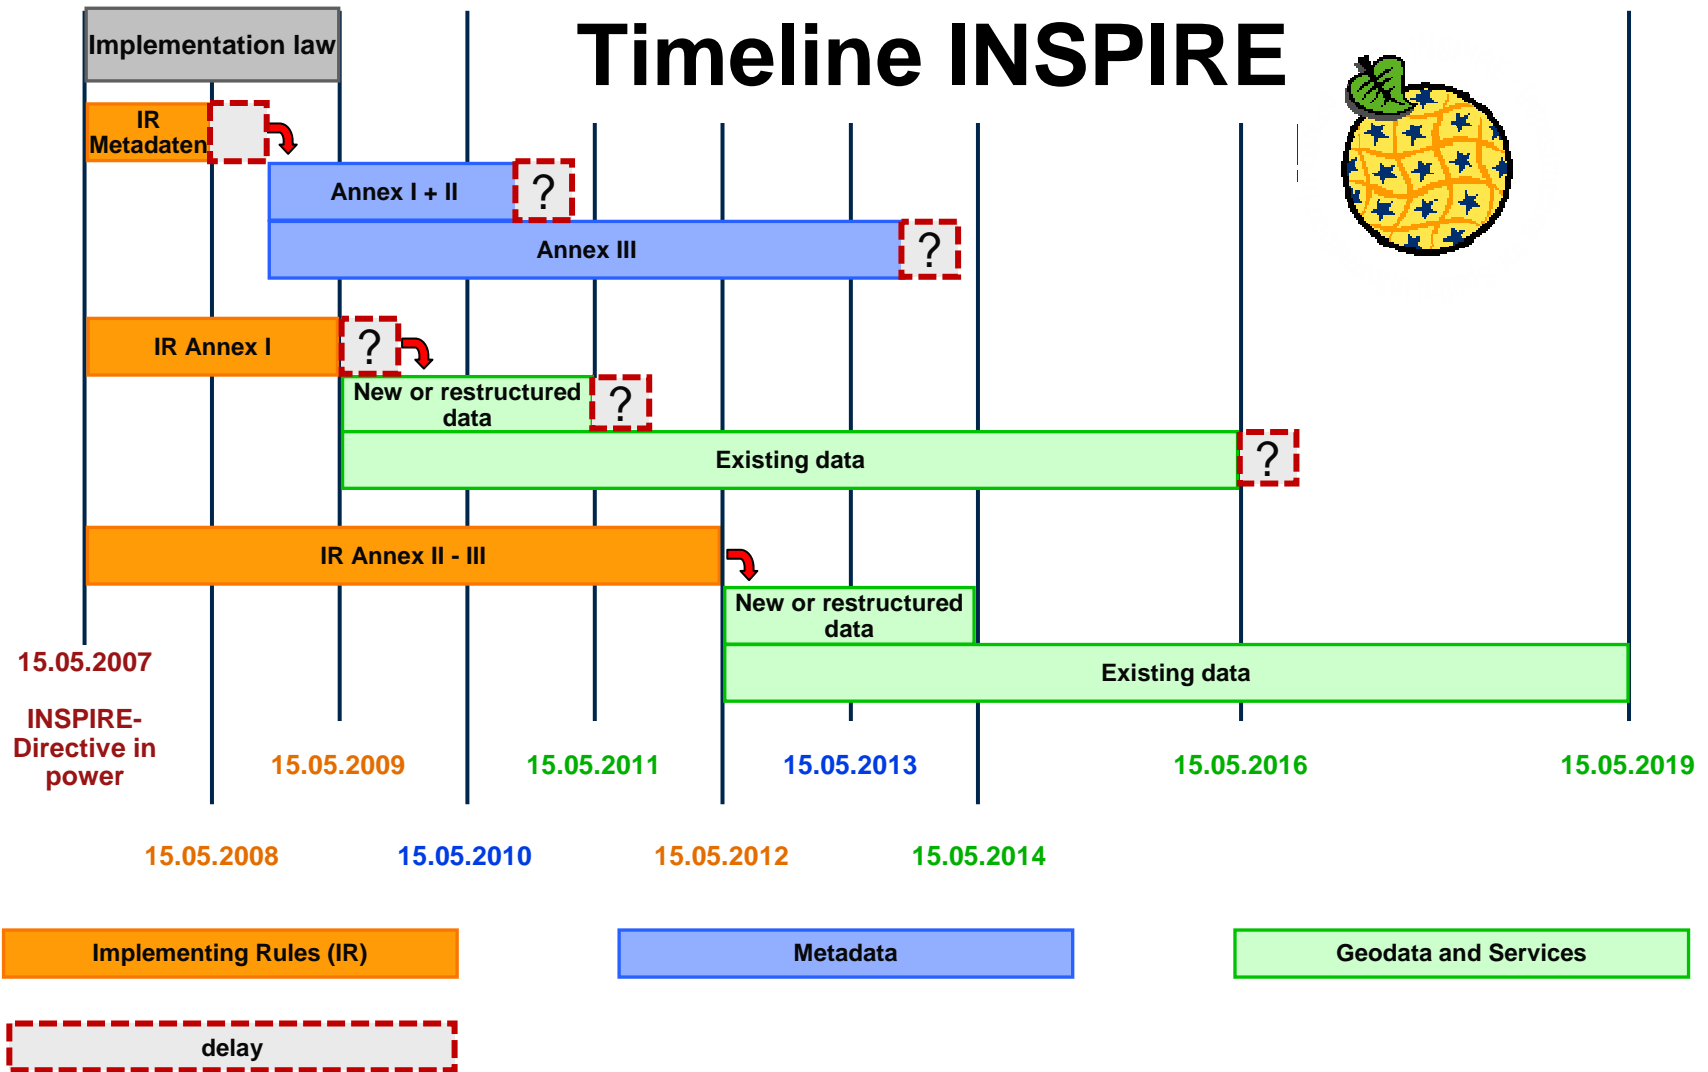 Timeline INSPIRE
Implementation law
IR
Metadaten
Annex I + II
?
Annex III
?
IR Annex I
?
New or restructured
data
?
Existing data
?
IR Annex II - III
New or restructured
data
Existing data
15.05.2007
INSPIRE-
Directive in
power
15.05.2009
15.05.2011
15.05.2013
15.05.2016
15.05.2019
15.05.2008
15.05.2010
15.05.2012
15.05.2014
Implementing Rules (IR)
Metadata
Geodata and Services
delay